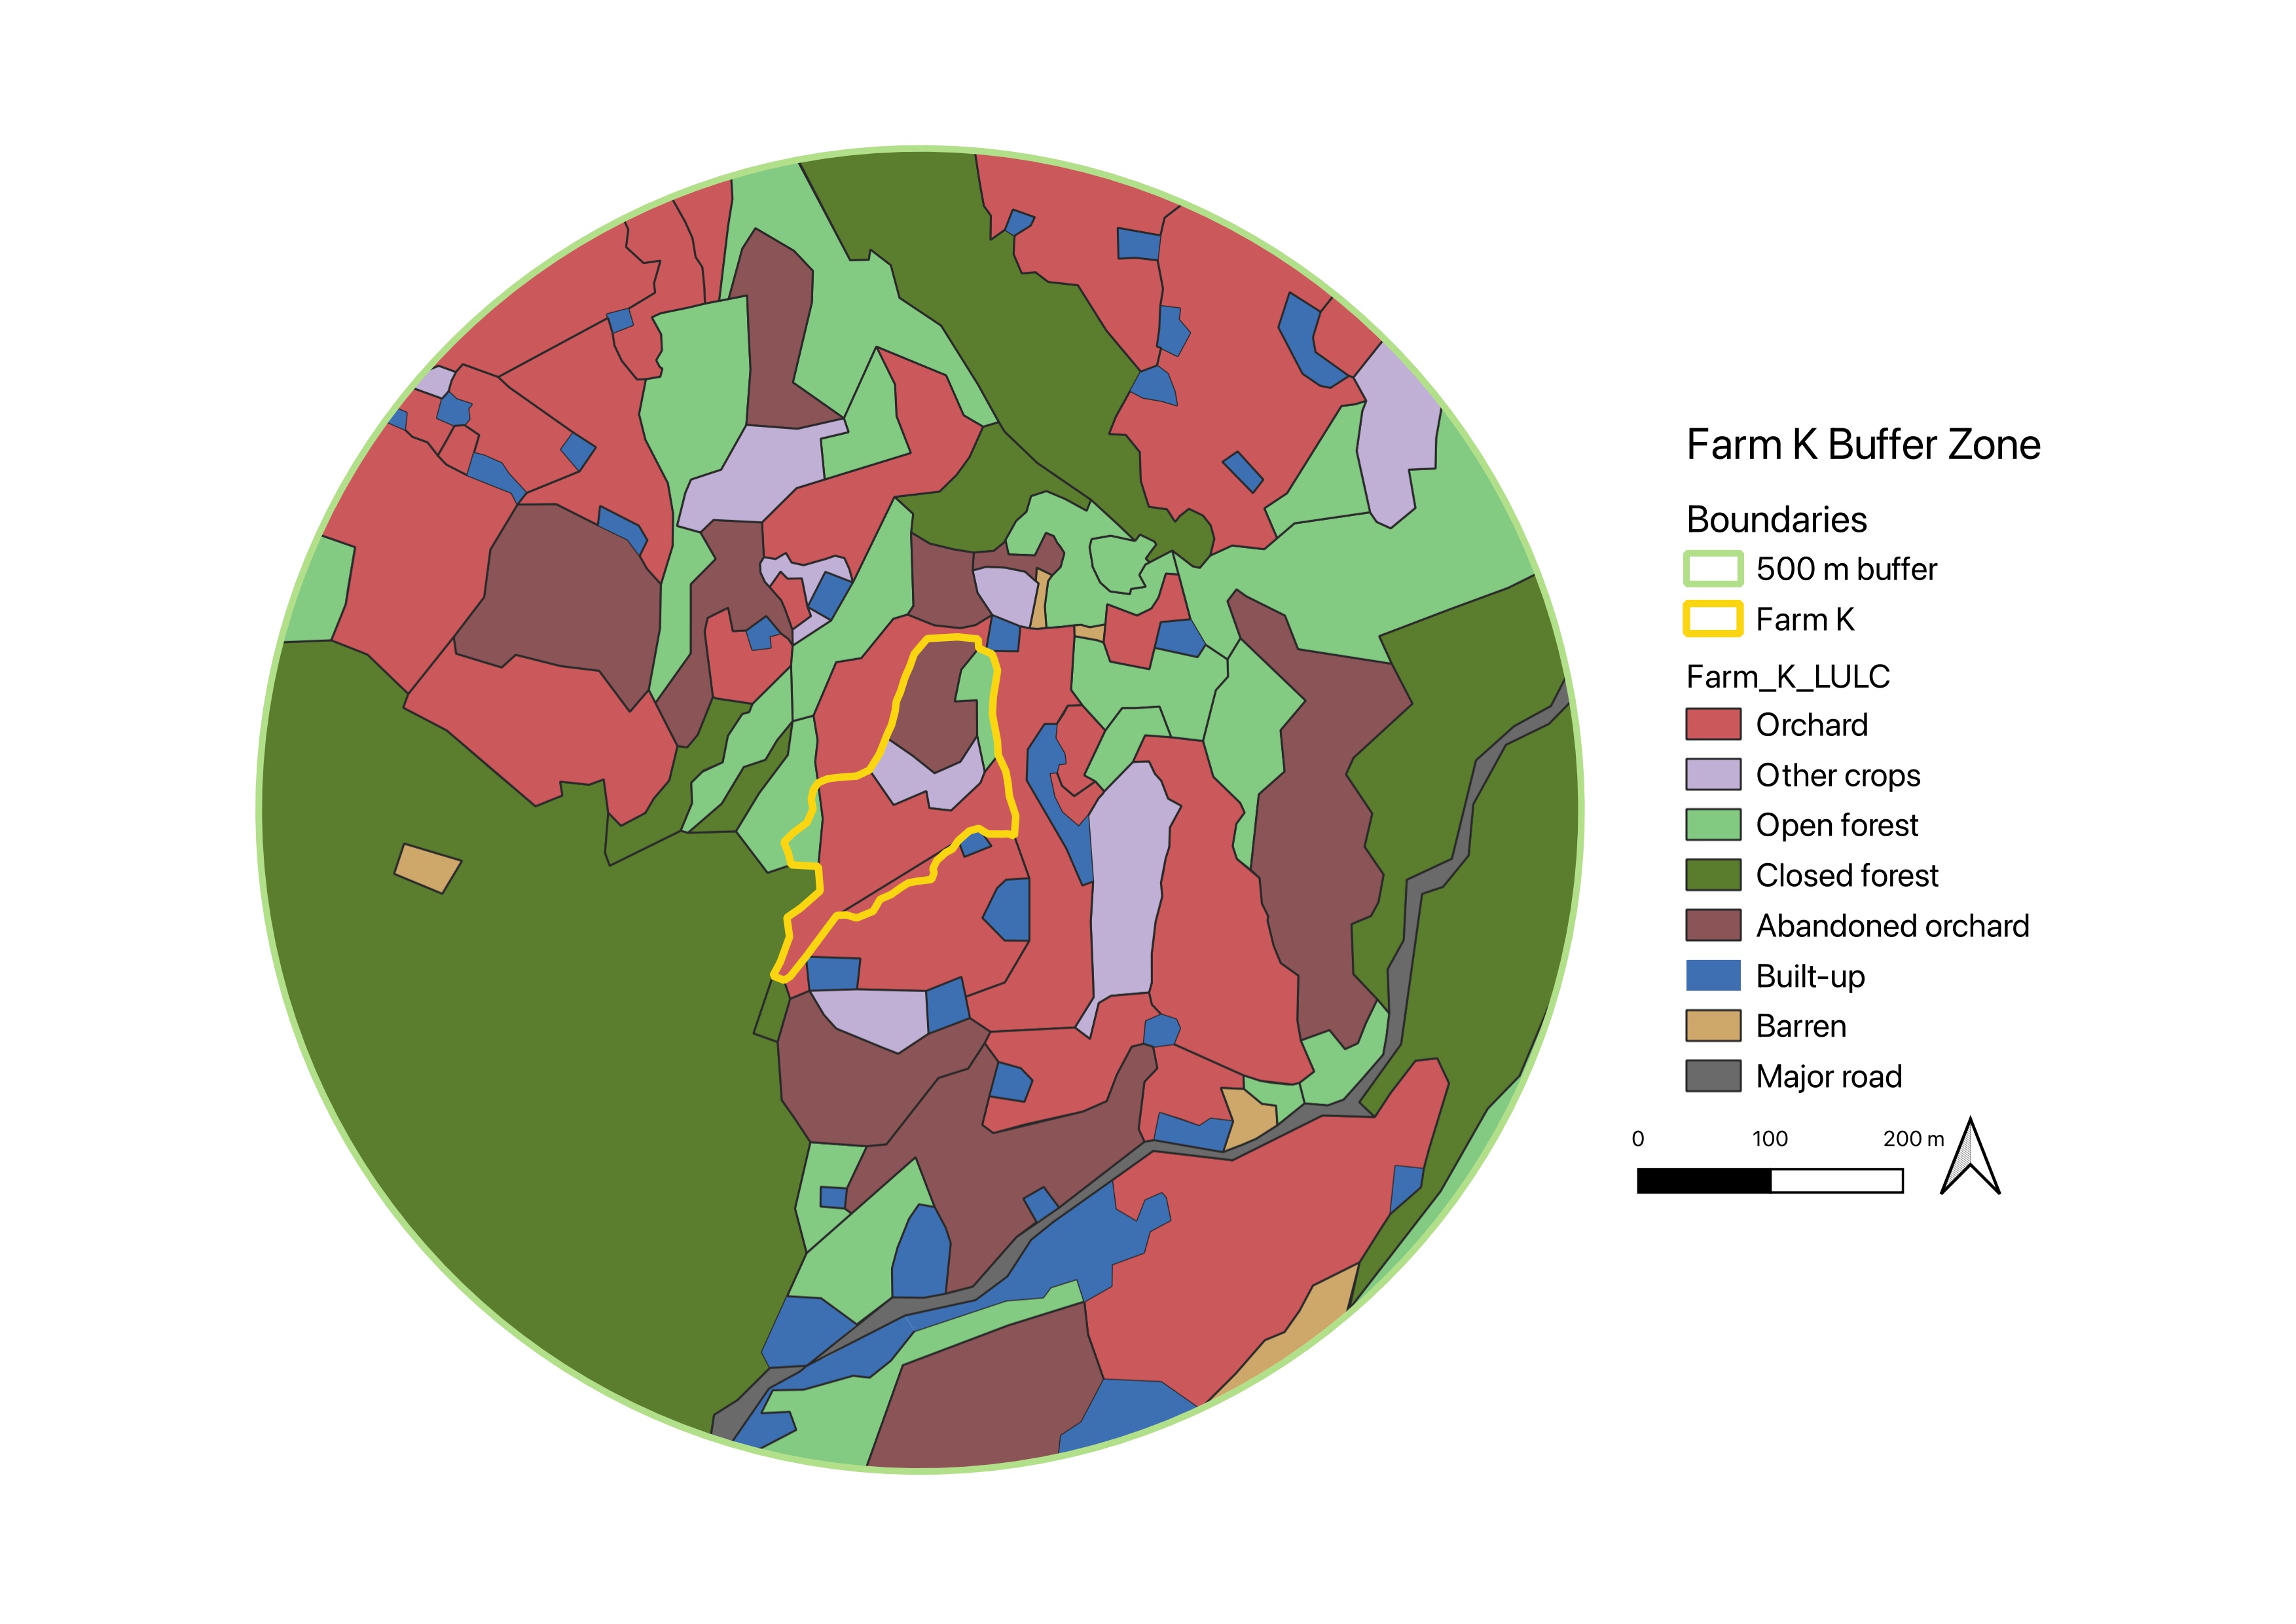 Farm K Buffer Zone
Boundaries
500 m buffer
Farm K
Farm_K_LULC
Orchard
Other crops
Open forest
Closed forest
Abandoned orchard
Built-up
Barren
Major road
0 100 200 m